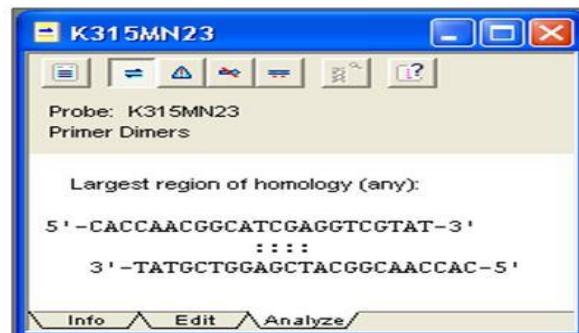 K315MN23
Probe: K315MN23
Primer Dimers
Largest region of homology (any):
5'-CACCAACGGCATCGAGGTCGTAT-3'
::::
3'-TATGCTGGAGCTACGGCAACCAC-5'
Info Edit Analyze